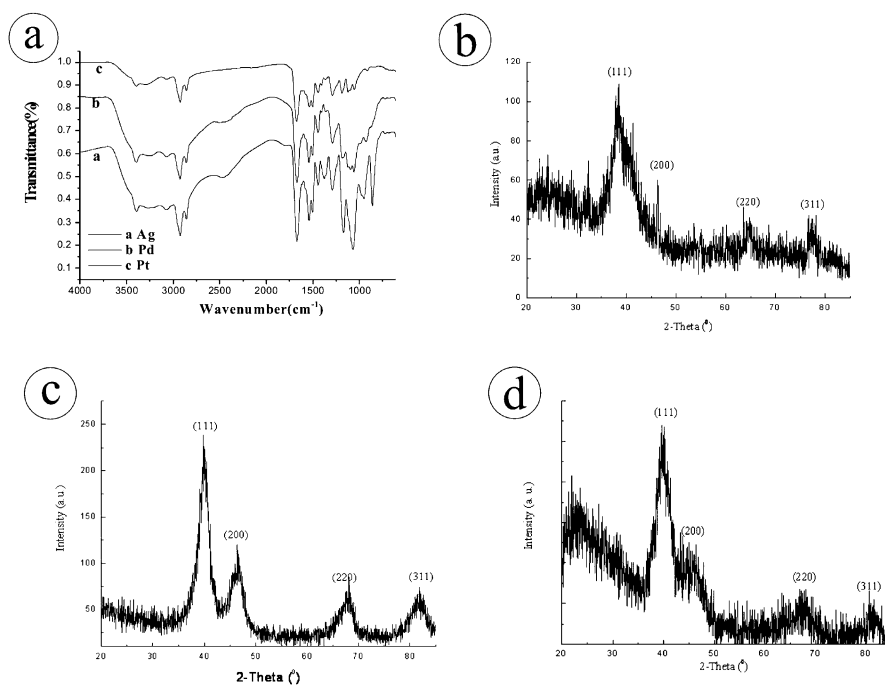 a
1.0
0.9
0.8
0.7
0.6
0.5
0.4
0.3
0.2
0.1
Transmittance(%)
c
b
a
a Ag
b Pd
c Pt
4000 3500 3000 2500 2000 1500 1000
Wavenumber(cm-1)
b
120
100
80
60
40
20
0
Intensity (a.u.)
(111)
(200)
(220)
(311)
20 30 40 50 60 70 80
2-Theta (°)
c
250
200
150
100
50
Intensity (a.u.)
(111)
(200)
(220)
(311)
20 30 40 50 60 70 80
2-Theta (°)
d
Intensity (a. u.)
(111)
(200)
(220)
(311)
20 30 40 50 60 70 80
2-Theta (°)